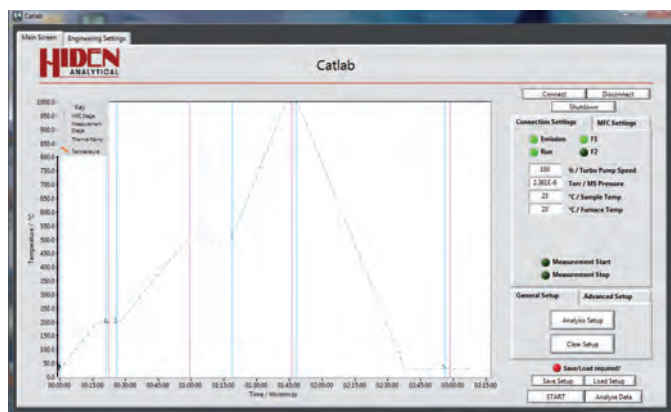 Catlab
Main Screen
Engineering Settings
HIDEN
ANALYTICAL
Catlab
Connect
Disconnect
Shutdown
Connection Settings
MFC Settings
Emission
F1
Run
F2
100
% / Turbo Pump Speed
Torr / MS Pressure
23
°C / Sample Temp
°C / Furnace Temp
Measurement Start
Measurement Stop
General Setup
Advanced Setup
Analysis Setup
Clear Setup
Save/Load required?
Save Setup
Load Setup
START
Analyse Data
Key
MFC Stage
Measurement
Stage
Thermal Ramp
Temperature
Temperature / °C
1000.0
950.0
900.0
850.0
800.0
750.0
700.0
650.0
600.0
550.0
500.0
450.0
400.0
350.0
300.0
250.0
200.0
150.0
100.0
50.0
0.0
00:00:00
00:15:00
00:30:00
00:45:00
01:00:00
01:15:00
01:30:00
01:45:00
02:00:00
02:15:00
02:30:00
02:45:00
03:00:00
03:15:00
Time / hh:mm:ss